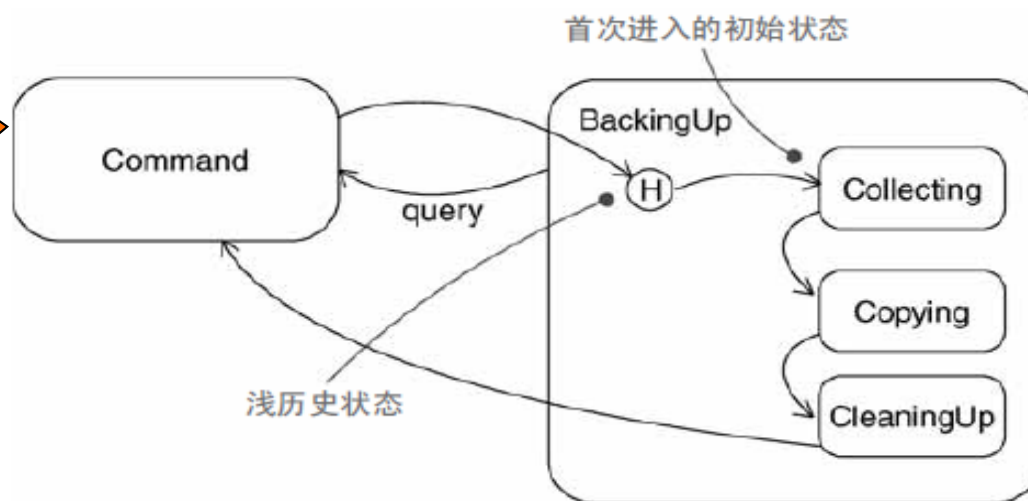 首次进入的初始状态
BackingUp
Command
H
Collecting
query
Copying
浅历史状态
CleaningUp